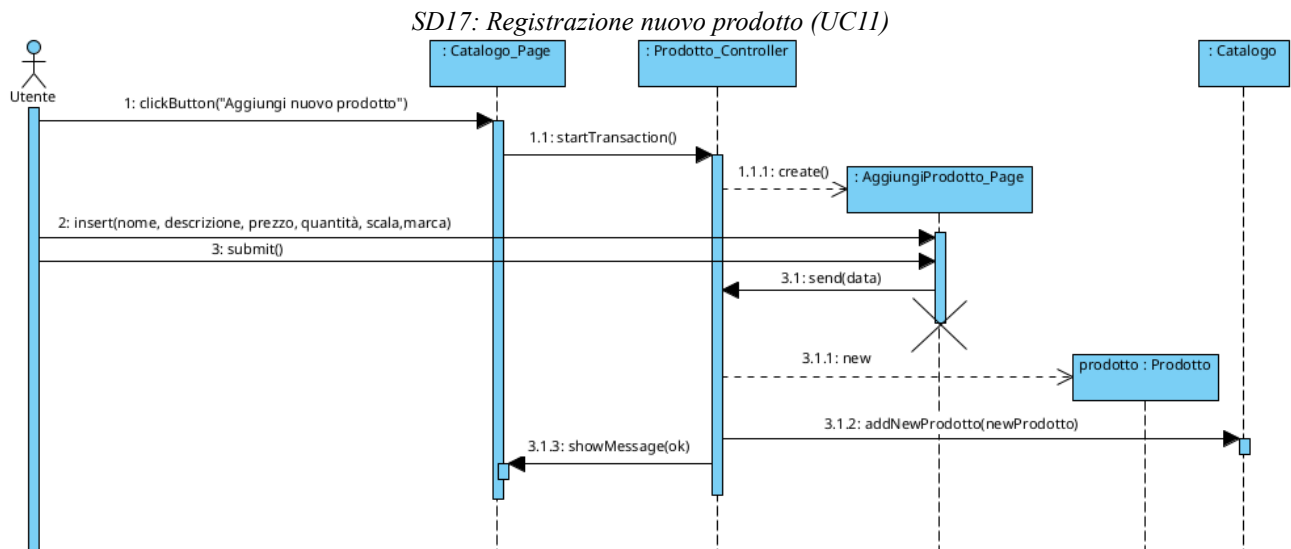 SD17: Registrazione nuovo prodotto (UC11)
: Catalogo_Page
: Prodotto_Controller
: Catalogo
Utente
1: clickButton("Aggiungi nuovo prodotto")
1.1: startTransaction()
1.1.1: create()
: AggiungiProdotto_Page
2: insert(nome, descrizione, prezzo, quantità, scala,marca)
3: submit()
3.1: send(data)
3.1.1: new
prodotto : Prodotto
3.1.2: addNewProdotto(newProdotto)
3.1.3: showMessage(ok)